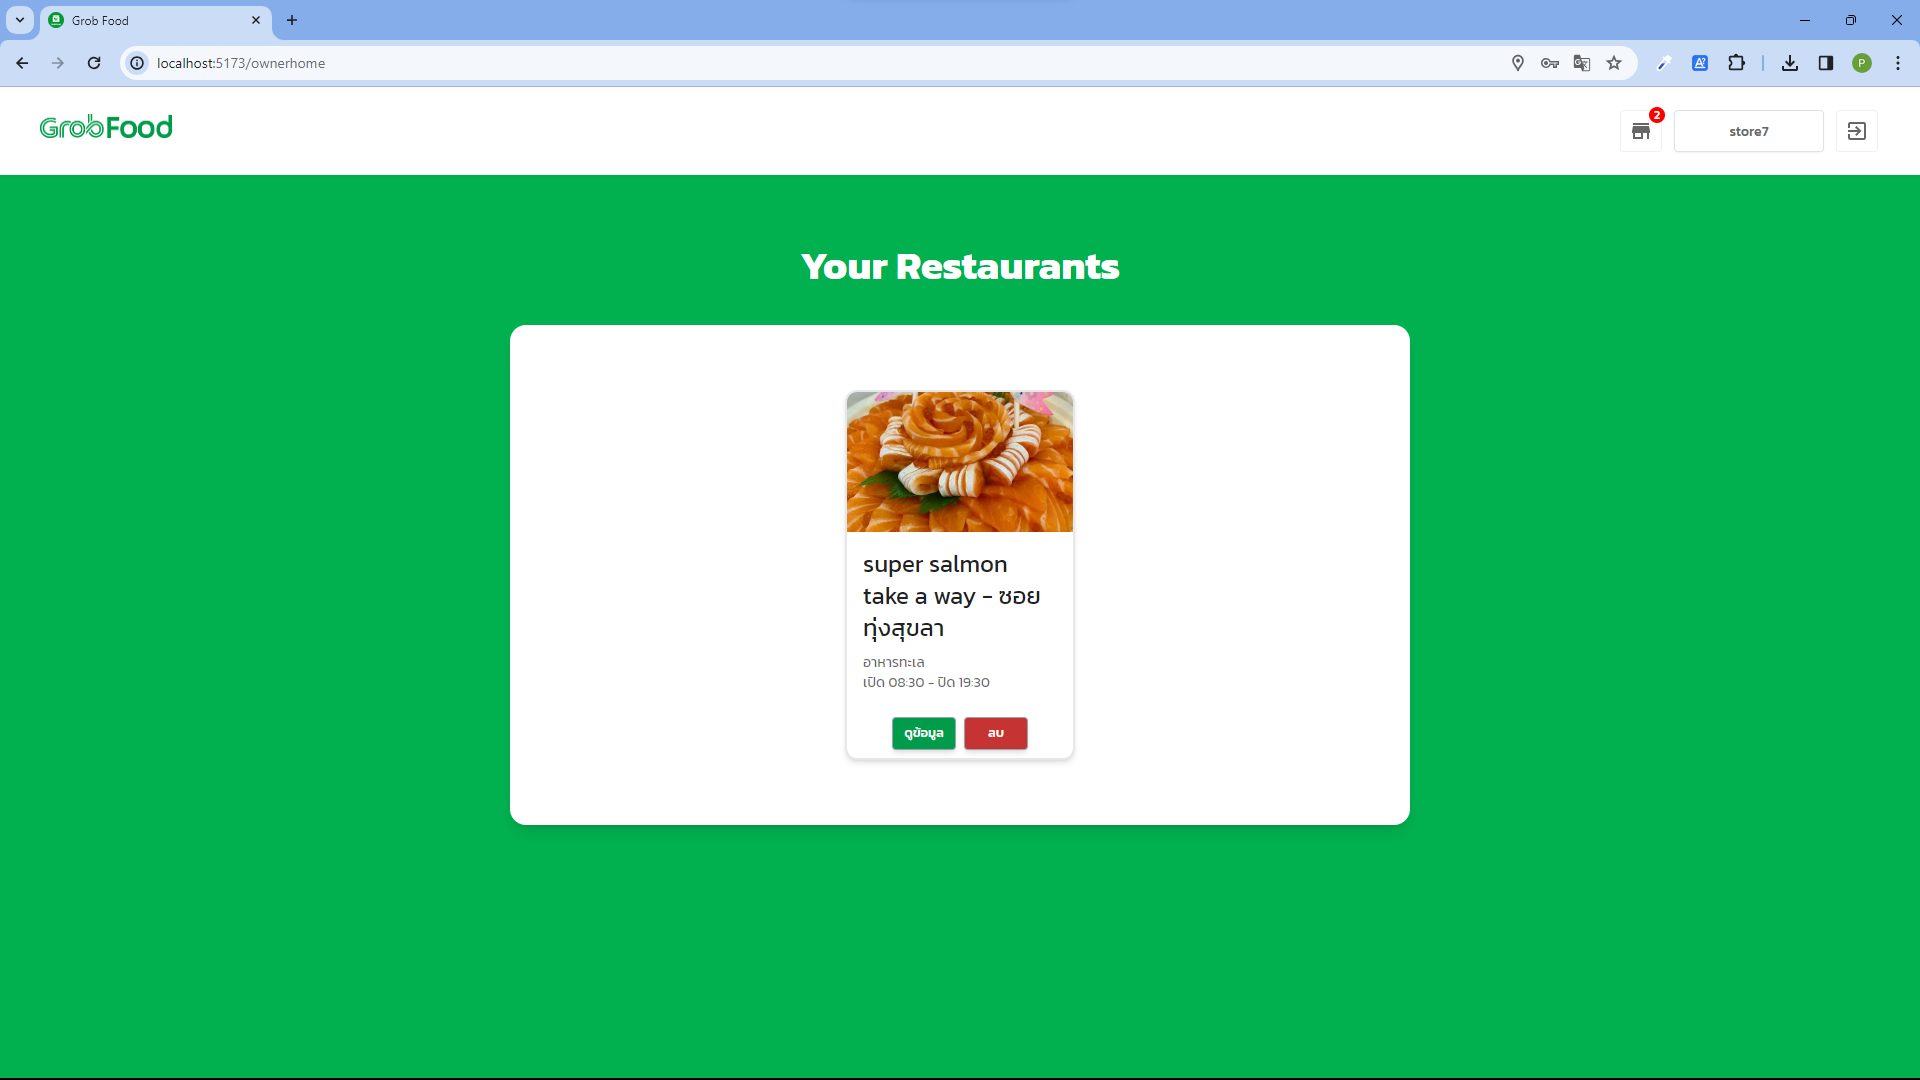 Grob Food
localhost:5173/ownerhome
P
GrobFood
2
store7
Your Restaurants
super salmon
take a way - ซอย
ทุ่งสุขลา
อาหารทะเล
เปิด 08:30 - ปิด 19:30
ดูข้อมูล
ลบ